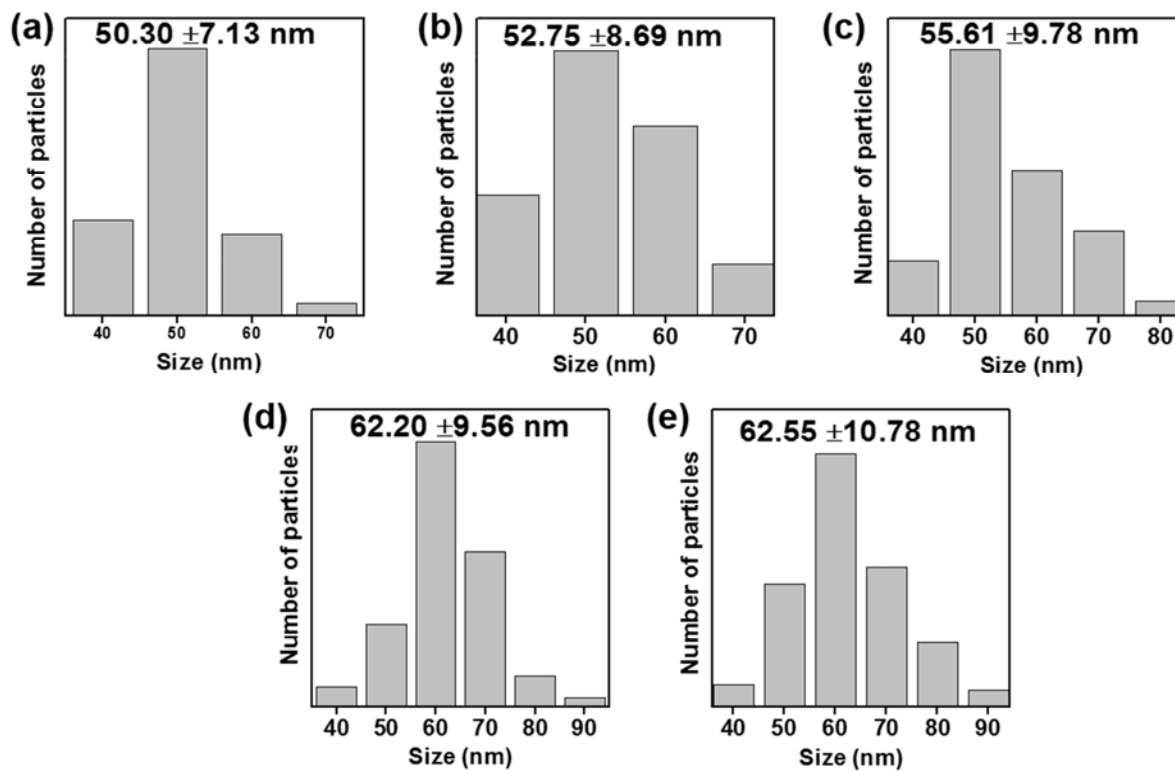 (a)
50.30 ±7.13 nm
Number of particles
40 50 60 70
Size (nm)
(b)
52.75 ±8.69 nm
Number of particles
40 50 60 70
Size (nm)
(c)
55.61 ±9.78 nm
Number of particles
40 50 60 70 80
Size (nm)
(d)
62.20 ±9.56 nm
Number of particles
40 50 60 70 80 90
Size (nm)
(e)
62.55 ±10.78 nm
Number of particles
40 50 60 70 80 90
Size (nm)